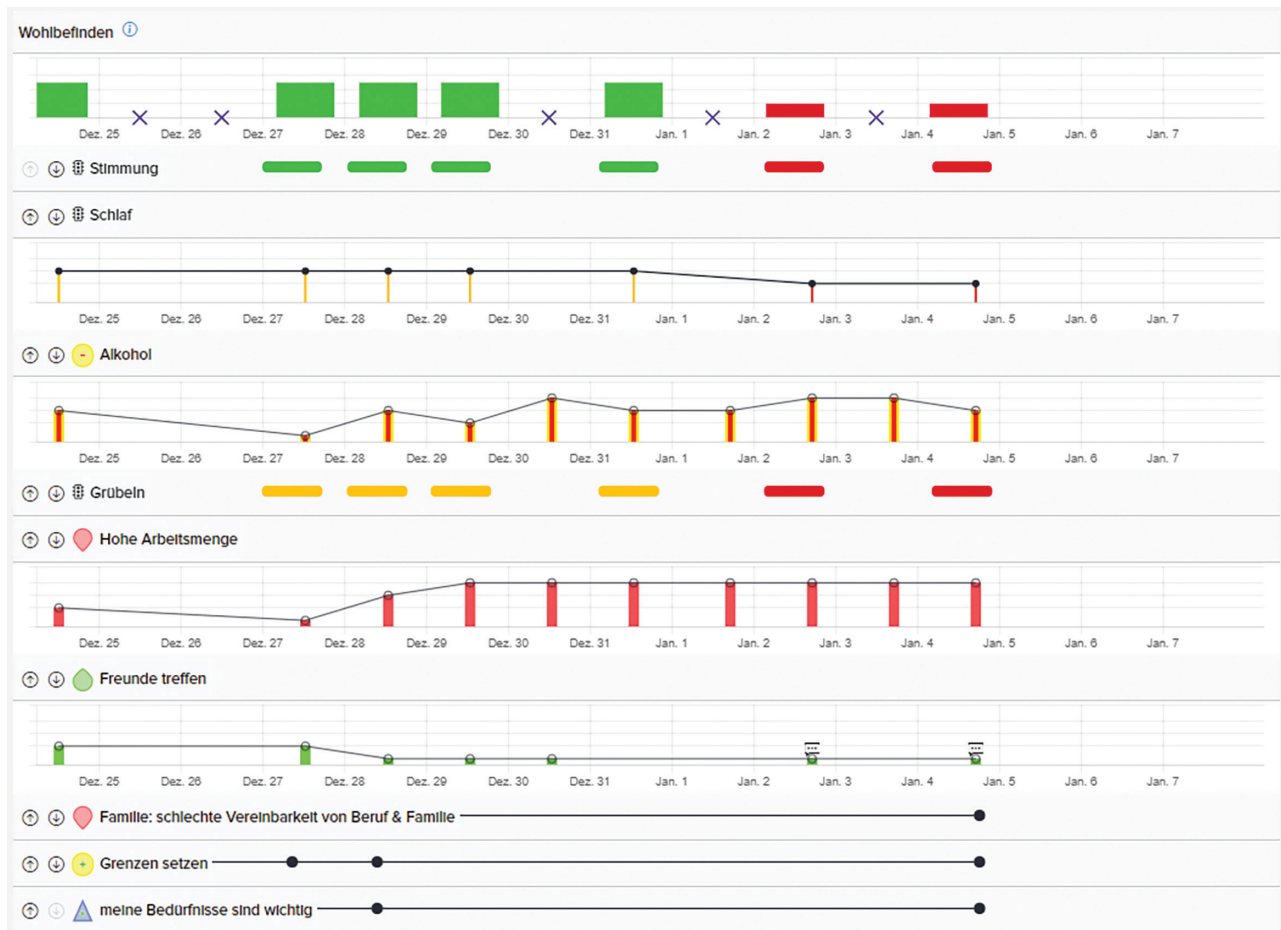 Wohlbefinden
Dez. 25 Dez. 26 Dez. 27 Dez. 28 Dez. 29 Dez. 30 Dez. 31 Jan. 1 Jan. 2 Jan. 3 Jan. 4 Jan. 5 Jan. 6 Jan. 7
Stimmung
Schlaf
Dez. 25 Dez. 26 Dez. 27 Dez. 28 Dez. 29 Dez. 30 Dez. 31 Jan. 1 Jan. 2 Jan. 3 Jan. 4 Jan. 5 Jan. 6 Jan. 7
Alkohol
Dez. 25 Dez. 26 Dez. 27 Dez. 28 Dez. 29 Dez. 30 Dez. 31 Jan. 1 Jan. 2 Jan. 3 Jan. 4 Jan. 5 Jan. 6 Jan. 7
Grübeln
Hohe Arbeitsmenge
Dez. 25 Dez. 26 Dez. 27 Dez. 28 Dez. 29 Dez. 30 Dez. 31 Jan. 1 Jan. 2 Jan. 3 Jan. 4 Jan. 5 Jan. 6 Jan. 7
Freunde treffen
Dez. 25 Dez. 26 Dez. 27 Dez. 28 Dez. 29 Dez. 30 Dez. 31 Jan. 1 Jan. 2 Jan. 3 Jan. 4 Jan. 5 Jan. 6 Jan. 7
Familie: schlechte Vereinbarkeit von Beruf & Familie
Grenzen setzen
meine Bedürfnisse sind wichtig